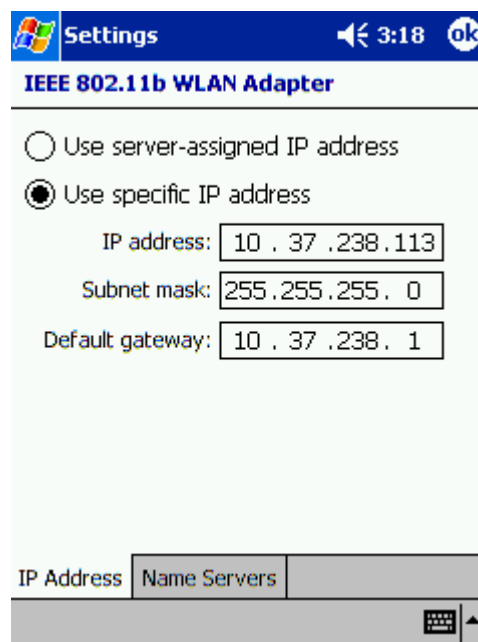 Settings 3:18 ok
IEEE 802.11b WLAN Adapter
Use server-assigned IP address
Use specific IP address
IP address: 10 . 37 .238.113
Subnet mask: 255.255.255. 0
Default gateway: 10 . 37 .238. 1
IP Address Name Servers